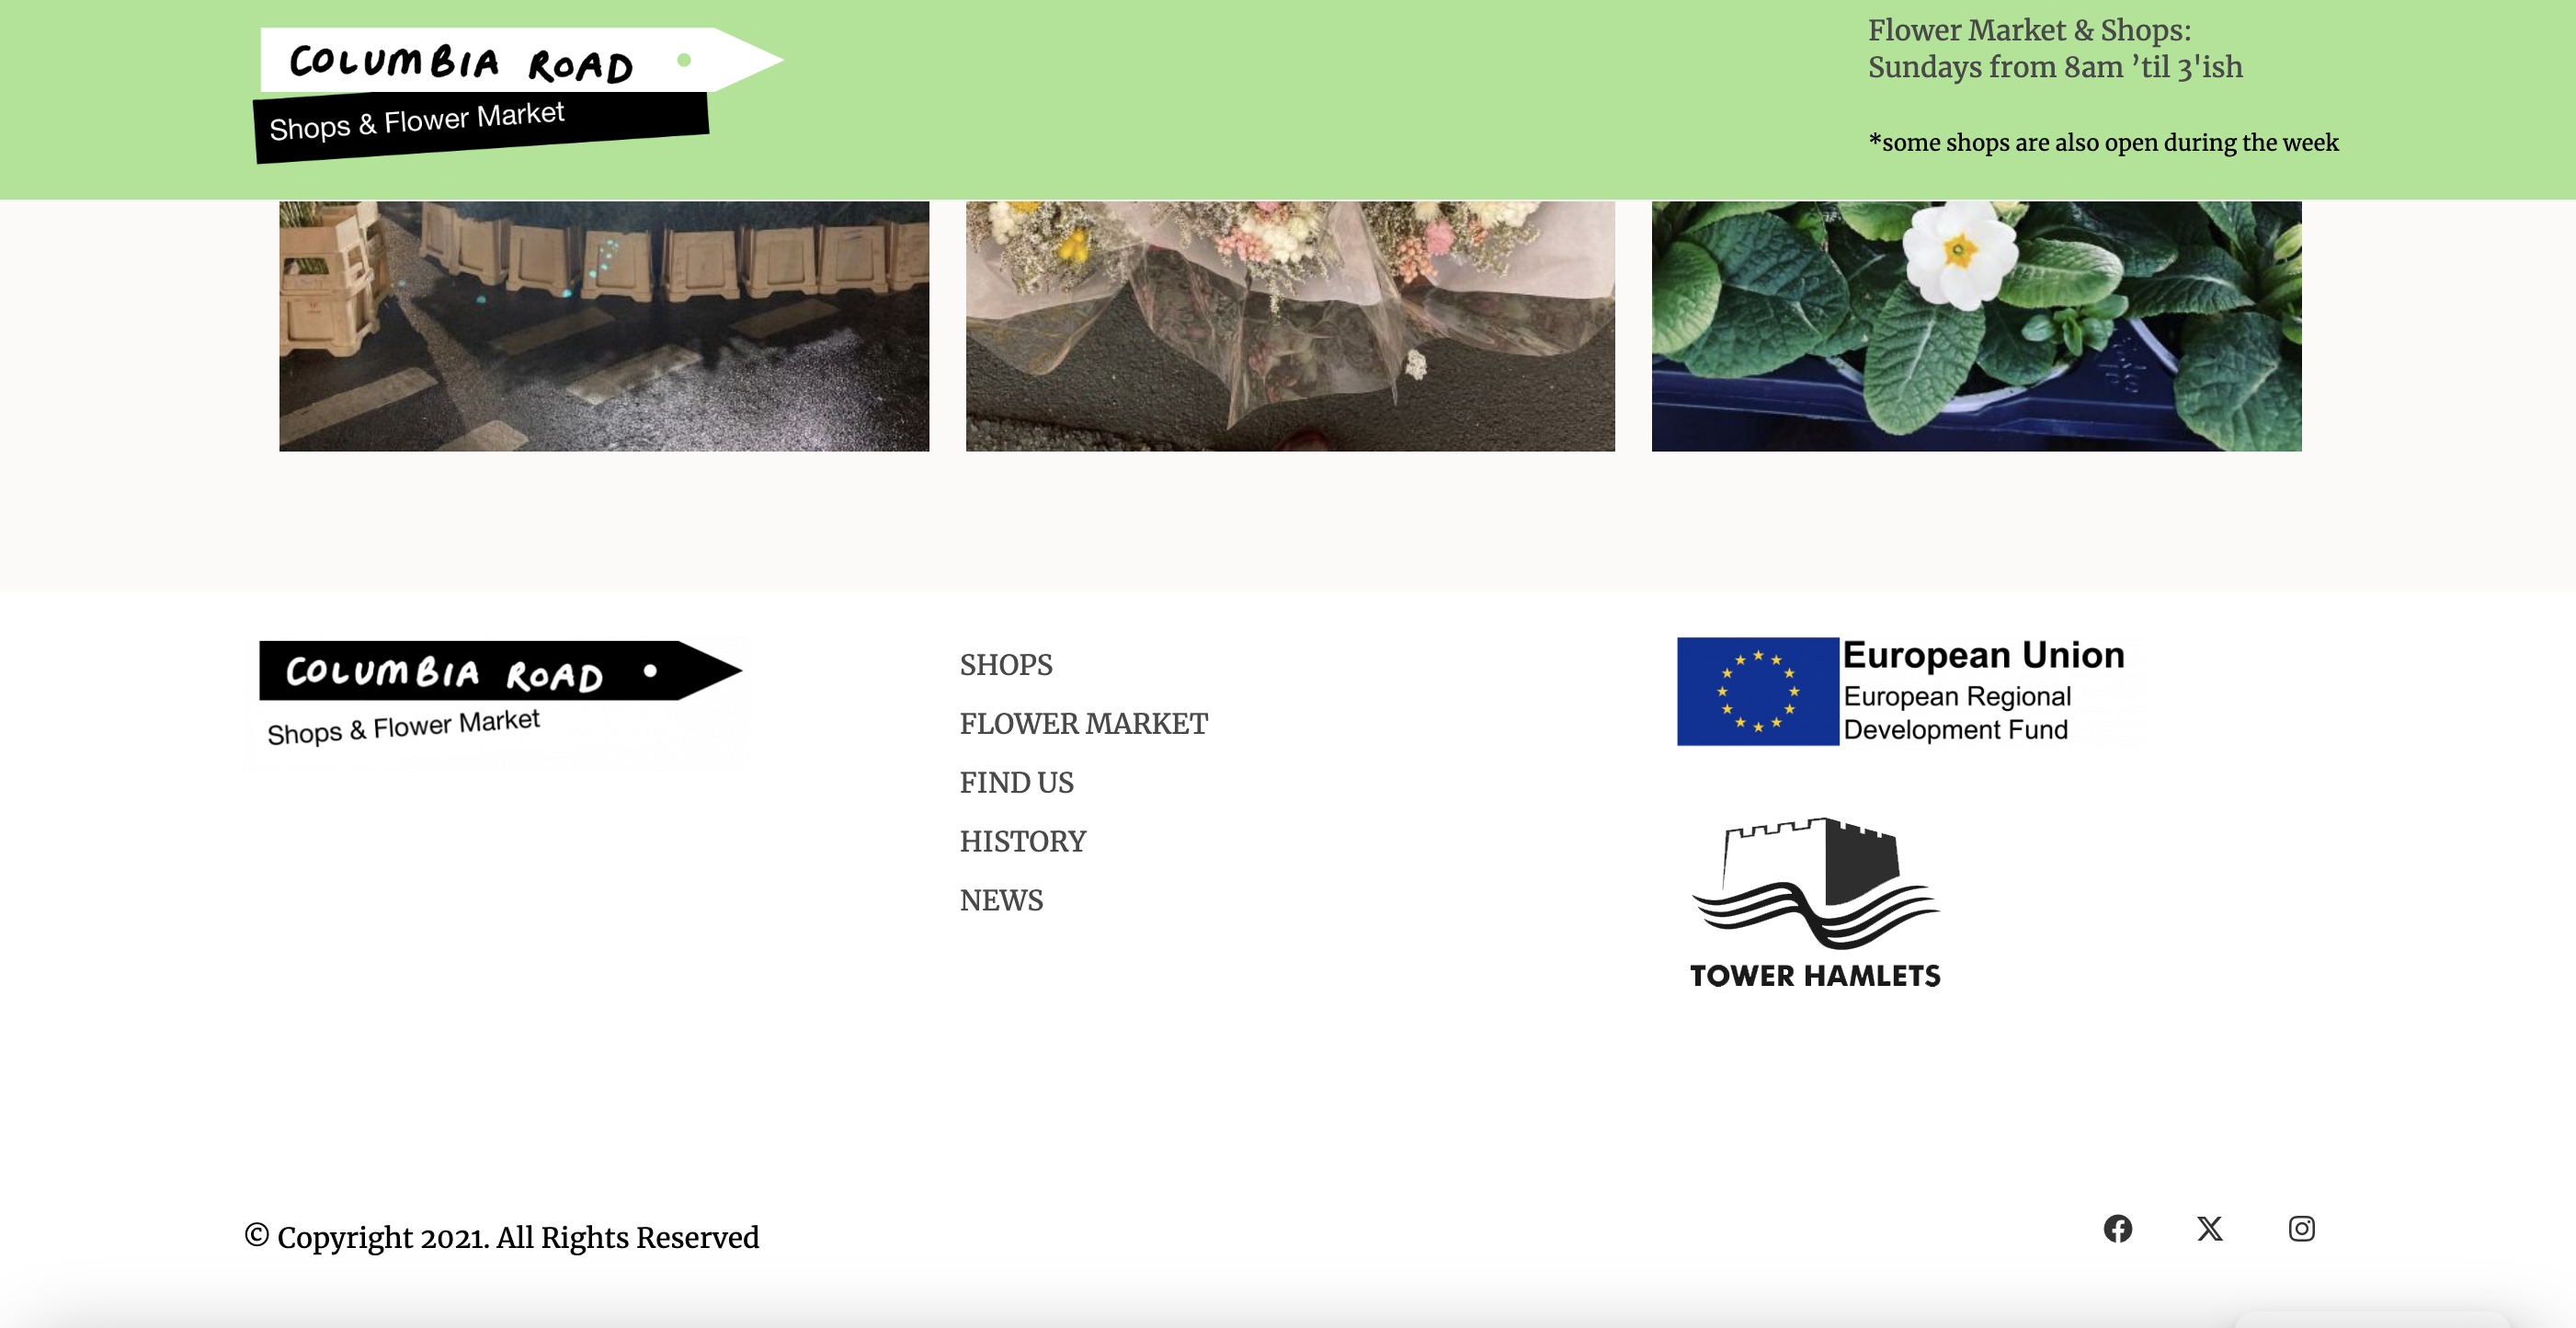 COLUMBIA ROAD
Shops & Flower Market
Flower Market & Shops:
Sundays from 8am ’til 3'ish
*some shops are also open during the week
COLUMBIA ROAD
Shops & Flower Market
SHOPS
FLOWER MARKET
FIND US
HISTORY
NEWS
European Union
European Regional
Development Fund
TOWER HAMLETS
© Copyright 2021. All Rights Reserved